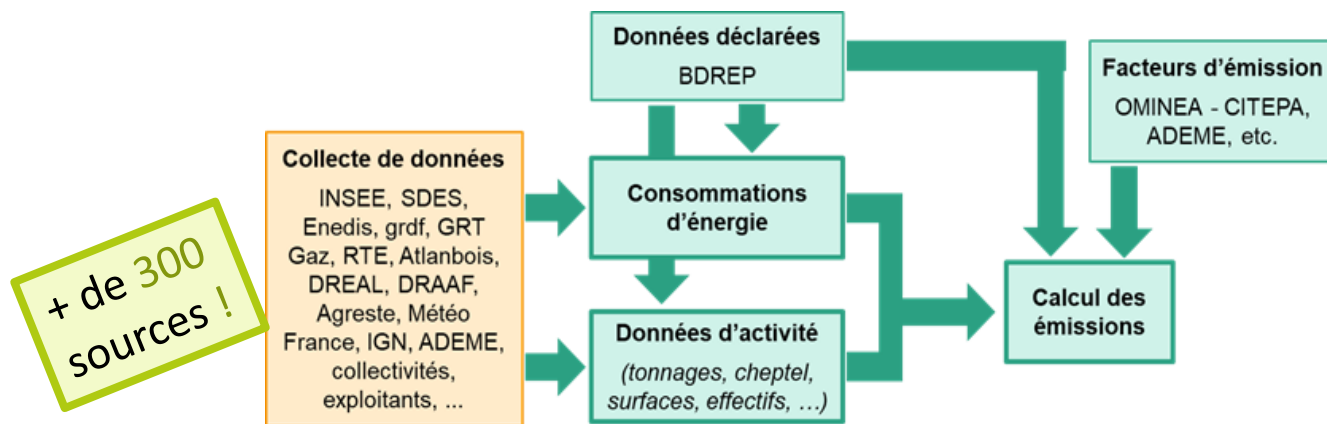 + de 300
sources !
Collecte de données
INSEE, SDES,
Enedis, grdf, GRT
Gaz, RTE, Atlanbois,
DREAL, DRAAF,
Agreste, Météo
France, IGN, ADEME,
collectivités,
exploitants, ...
Données déclarées
BDREP
Consommations
d'énergie
Données d'activité
(tonnages, cheptel,
surfaces, effectifs, …)
Facteurs d'émission
OMINEA - CITEPA,
ADEME, etc.
Calcul des
émissions